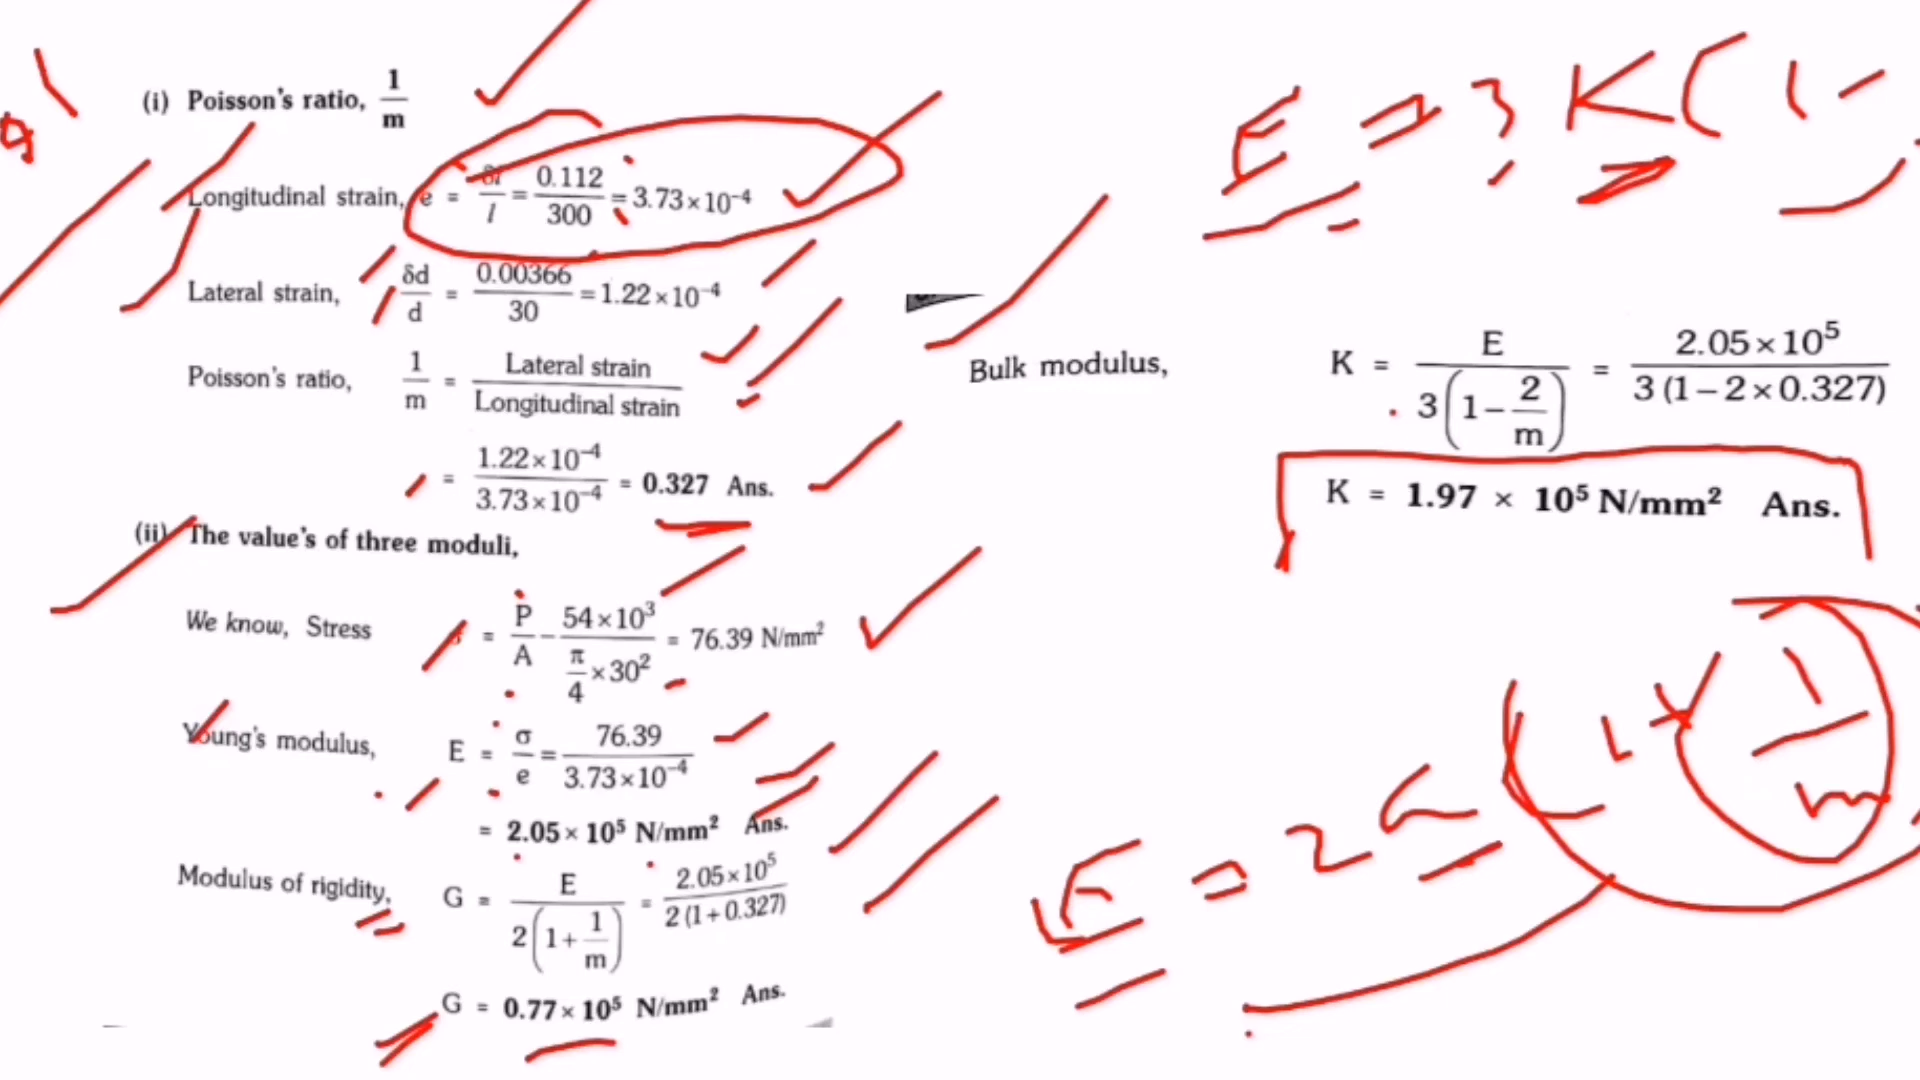 (i) Poisson's ratio, 1/m
Longitudinal strain, e = δl/l = 0.112/300 = 3.73×10⁻⁴
Lateral strain, δd/d = 0.00366/30 = 1.22×10⁻⁴
Poisson's ratio, 1/m = Lateral strain/Longitudinal strain
= 1.22×10⁻⁴/3.73×10⁻⁴ = 0.327 Ans.
(ii) The value's of three moduli,
We know, Stress = P/A - 54×10³/(π/4 ×30²) = 76.39 N/mm²
Young's modulus, E = σ/e = 76.39/3.73×10⁻⁴
= 2.05× 10⁵ N/mm² Ans.
Modulus of rigidity, G = E/2(1+1/m) = 2.05×10⁵/2(1+0.327)
G = 0.77× 10⁵ N/mm² Ans.
E = 3K(1-
Bulk modulus, K = E/3(1-2/m) = 2.05×10⁵/3(1-2×0.327)
K = 1.97 × 10⁵ N/mm² Ans.
E = 2G(1+1/m